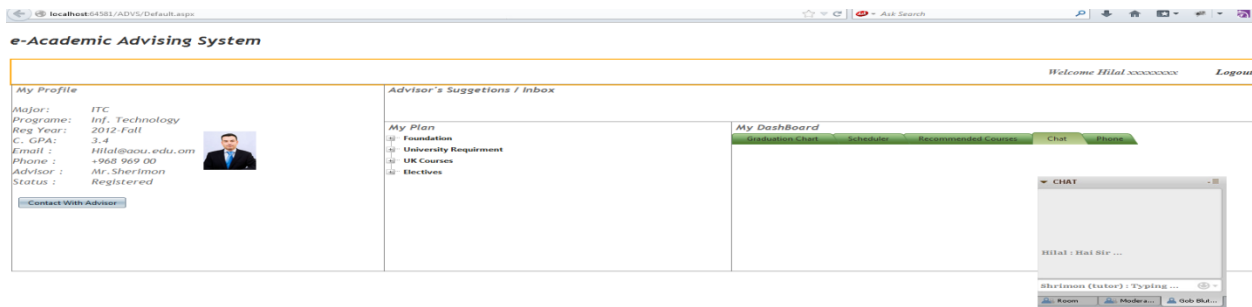 localhost:64581/ADVS/Default.aspx
Ask Search
e-Academic Advising System
Welcome Hilal xxxxxxxxx Logout
My Profile
Major: ITC
Programe: Inf. Technology
Reg Year: 2012-Fall
C. GPA: 3.4
Email : Hilal@aou.edu.om
Phone : +968 969 00
Advisor : Mr.Sherimon
Status : Registered
Contact With Advisor
Advisor's Suggetions / Inbox
My Plan
Foundation
University Requirment
UK Courses
Electives
My DashBoard
Graduation Chart Scheduler Recommended Courses Chat Phone
CHAT
Hilal : Hai Sir ...
Shrimon (tutor) : Typing ...
Room Modera... Gob Blut...